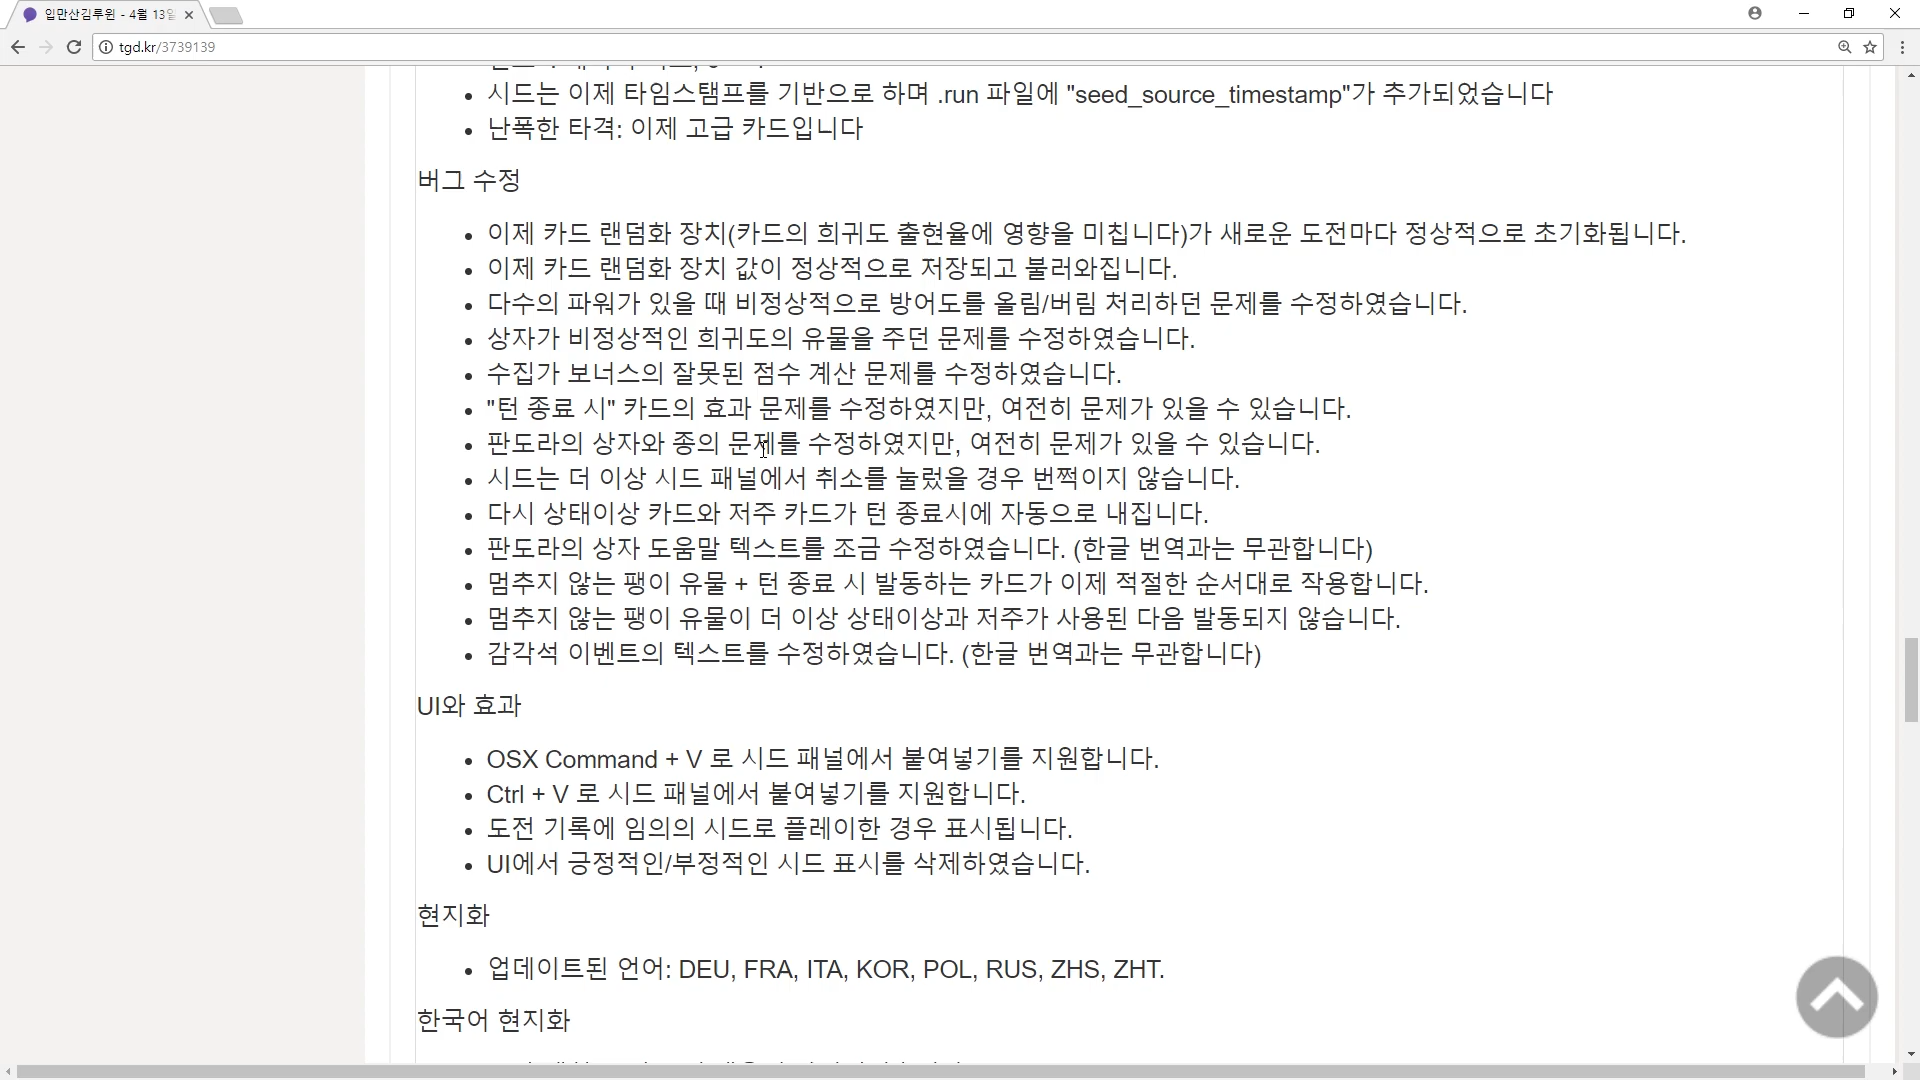 입만산김루원 - 4월 13일
tgd.kr/3739139
시드는 이제 타임스탬프를 기반으로 하며 .run 파일에 "seed_source_timestamp"가 추가되었습니다
난폭한 타격: 이제 고급 카드입니다
버그 수정
이제 카드 랜덤화 장치(카드의 희귀도 출현율에 영향을 미칩니다)가 새로운 도전마다 정상적으로 초기화됩니다.
이제 카드 랜덤화 장치 값이 정상적으로 저장되고 불러와집니다.
다수의 파워가 있을 때 비정상적으로 방어도를 올림/버림 처리하던 문제를 수정하였습니다.
상자가 비정상적인 희귀도의 유물을 주던 문제를 수정하였습니다.
수집가 보너스의 잘못된 점수 계산 문제를 수정하였습니다.
"턴 종료 시" 카드의 효과 문제를 수정하였지만, 여전히 문제가 있을 수 있습니다.
판도라의 상자와 종의 문제를 수정하였지만, 여전히 문제가 있을 수 있습니다.
시드는 더 이상 시드 패널에서 취소를 눌렀을 경우 번쩍이지 않습니다.
다시 상태이상 카드와 저주 카드가 턴 종료시에 자동으로 내집니다.
판도라의 상자 도움말 텍스트를 조금 수정하였습니다. (한글 번역과는 무관합니다)
멈추지 않는 팽이 유물 + 턴 종료 시 발동하는 카드가 이제 적절한 순서대로 작용합니다.
멈추지 않는 팽이 유물이 더 이상 상태이상과 저주가 사용된 다음 발동되지 않습니다.
감각석 이벤트의 텍스트를 수정하였습니다. (한글 번역과는 무관합니다)
UI와 효과
OSX Command + V 로 시드 패널에서 붙여넣기를 지원합니다.
Ctrl + V 로 시드 패널에서 붙여넣기를 지원합니다.
도전 기록에 임의의 시드로 플레이한 경우 표시됩니다.
UI에서 긍정적인/부정적인 시드 표시를 삭제하였습니다.
현지화
업데이트된 언어: DEU, FRA, ITA, KOR, POL, RUS, ZHS, ZHT.
한국어 현지화